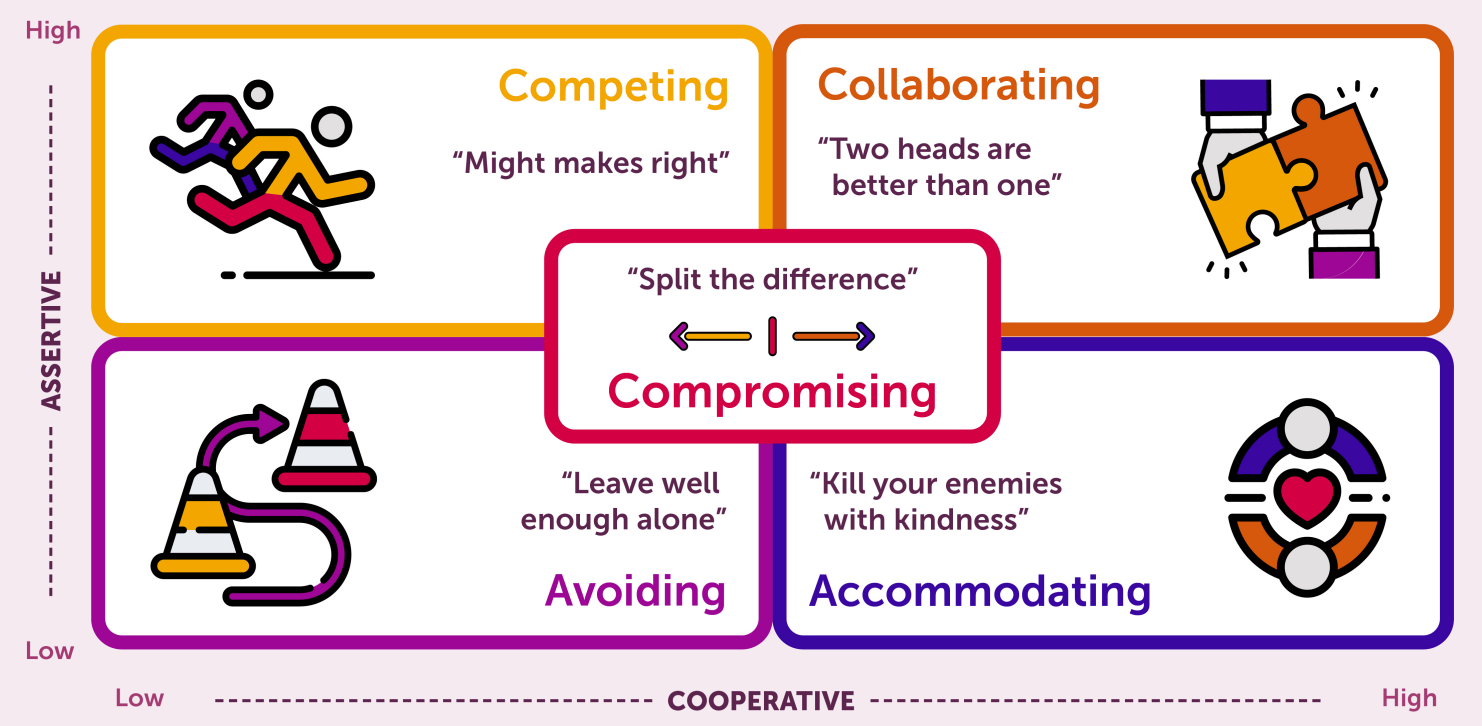 High
Competing
“Might makes right”
Collaborating
“Two heads are
better than one”
“Split the difference”
Compromising
ASSERTIVE
“Leave well
enough alone”
Avoiding
“Kill your enemies
with kindness”
Accommodating
Low
Low
COOPERATIVE
High